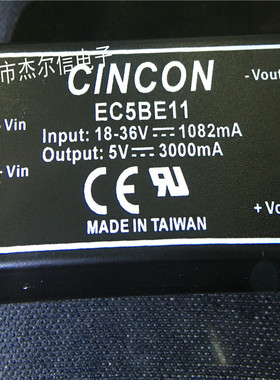 市杰尔信电子
CINCON
-Vout
EC5BE11
- Vin
Input: 18-36V⎓1082mA
+ Vin
Output: 5V⎓3000mA
CE
UR
+ Vo
MADE IN TAIWAN